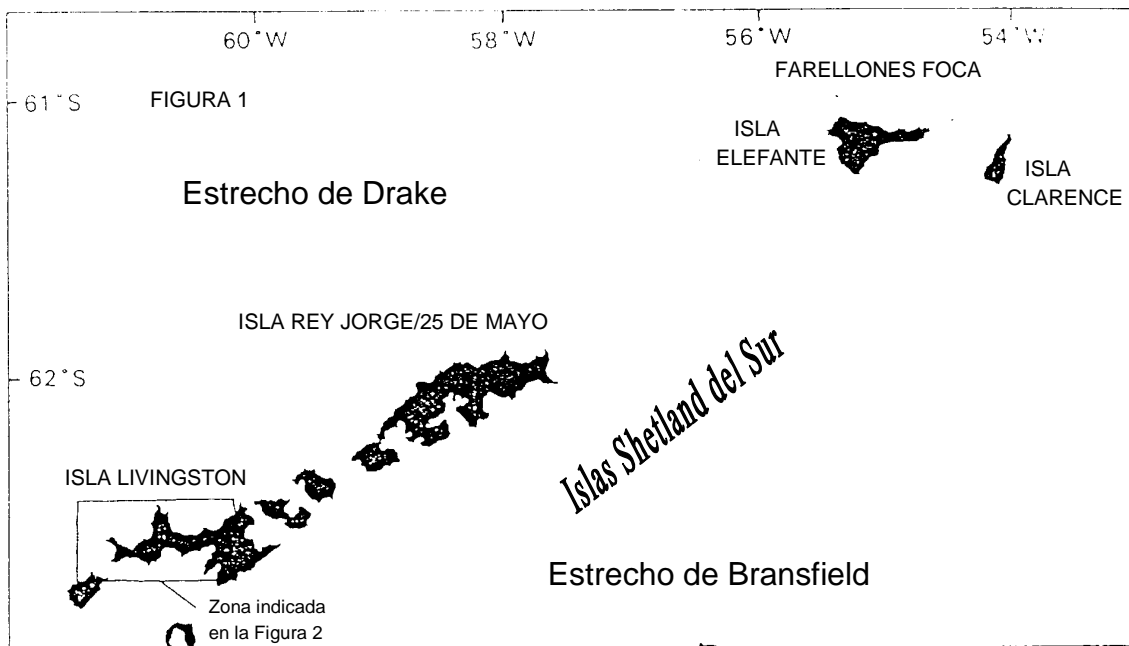 60°W 58°W 56°W 54°W
FARELLONES FOCA
61°S
FIGURA 1
ISLA
ELEFANTE
ISLA
CLARENCE
Estrecho de Drake
ISLA REY JORGE/25 DE MAYO
62°S
Islas Shetland del Sur
ISLA LIVINGSTON
Estrecho de Bransfield
Zona indicada
en la Figura 2